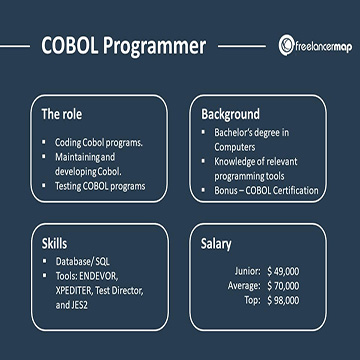 COBOL Programmer
freelancermap
The role
▪ Coding Cobol programs.
▪ Maintaining and
developing Cobol.
▪ Testing COBOL programs
Background
▪ Bachelor's degree in
Computers
▪ Knowledge of relevant
programming tools
▪ Bonus – COBOL Certification
Skills
▪ Database/ SQL
▪ Tools: ENDEVOR,
XPEDITER, Test Director,
and JES2
Salary
Junior: $ 49,000
Average: $ 70,000
Top: $ 98,000